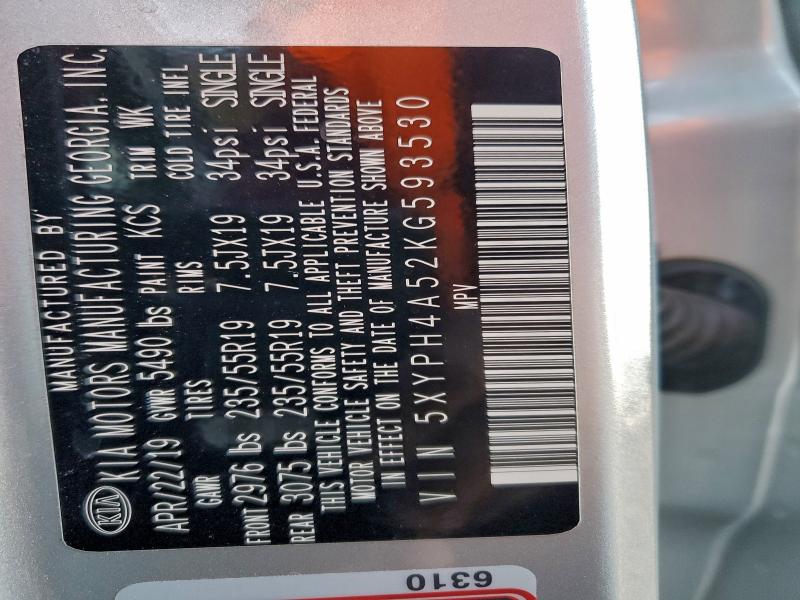 MANUFACTURED BY
KIA KIA MOTORS MANUFACTURING GEORGIA, INC.
APR/22/19 GWR 5490 lbs PAINT KCS TRIM WK
GAWR TIRES RIMS COLD TIRE INFL
FRONT 2976 lbs 235/55R19 7.5JX19 34psi SINGLE
REAR 3075 lbs 235/55R19 7.5JX19 34psi SINGLE
THIS VEHICLE CONFORMS TO ALL APPLICABLE U.S.A. FEDERAL
MOTOR VEHICLE SAFETY AND THEFT PREVENTION STANDARDS
IN EFFECT ON THE DATE OF MANUFACTURE SHOWN ABOVE
VIN 5XYPH4A52KG593530
MPV
6310